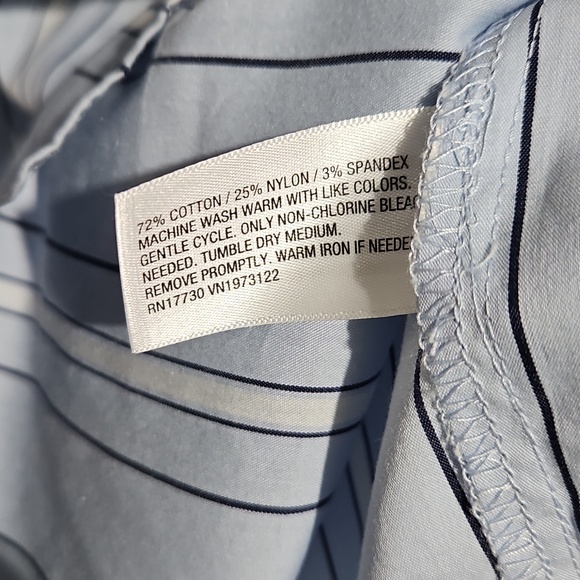 72% COTTON / 25% NYLON / 3% SPANDEX
MACHINE WASH WARM WITH LIKE COLORS.
GENTLE CYCLE. ONLY NON-CHLORINE BLEAC
NEEDED. TUMBLE DRY MEDIUM.
REMOVE PROMPTLY. WARM IRON IF NEEDE
RN17730 VN1973122